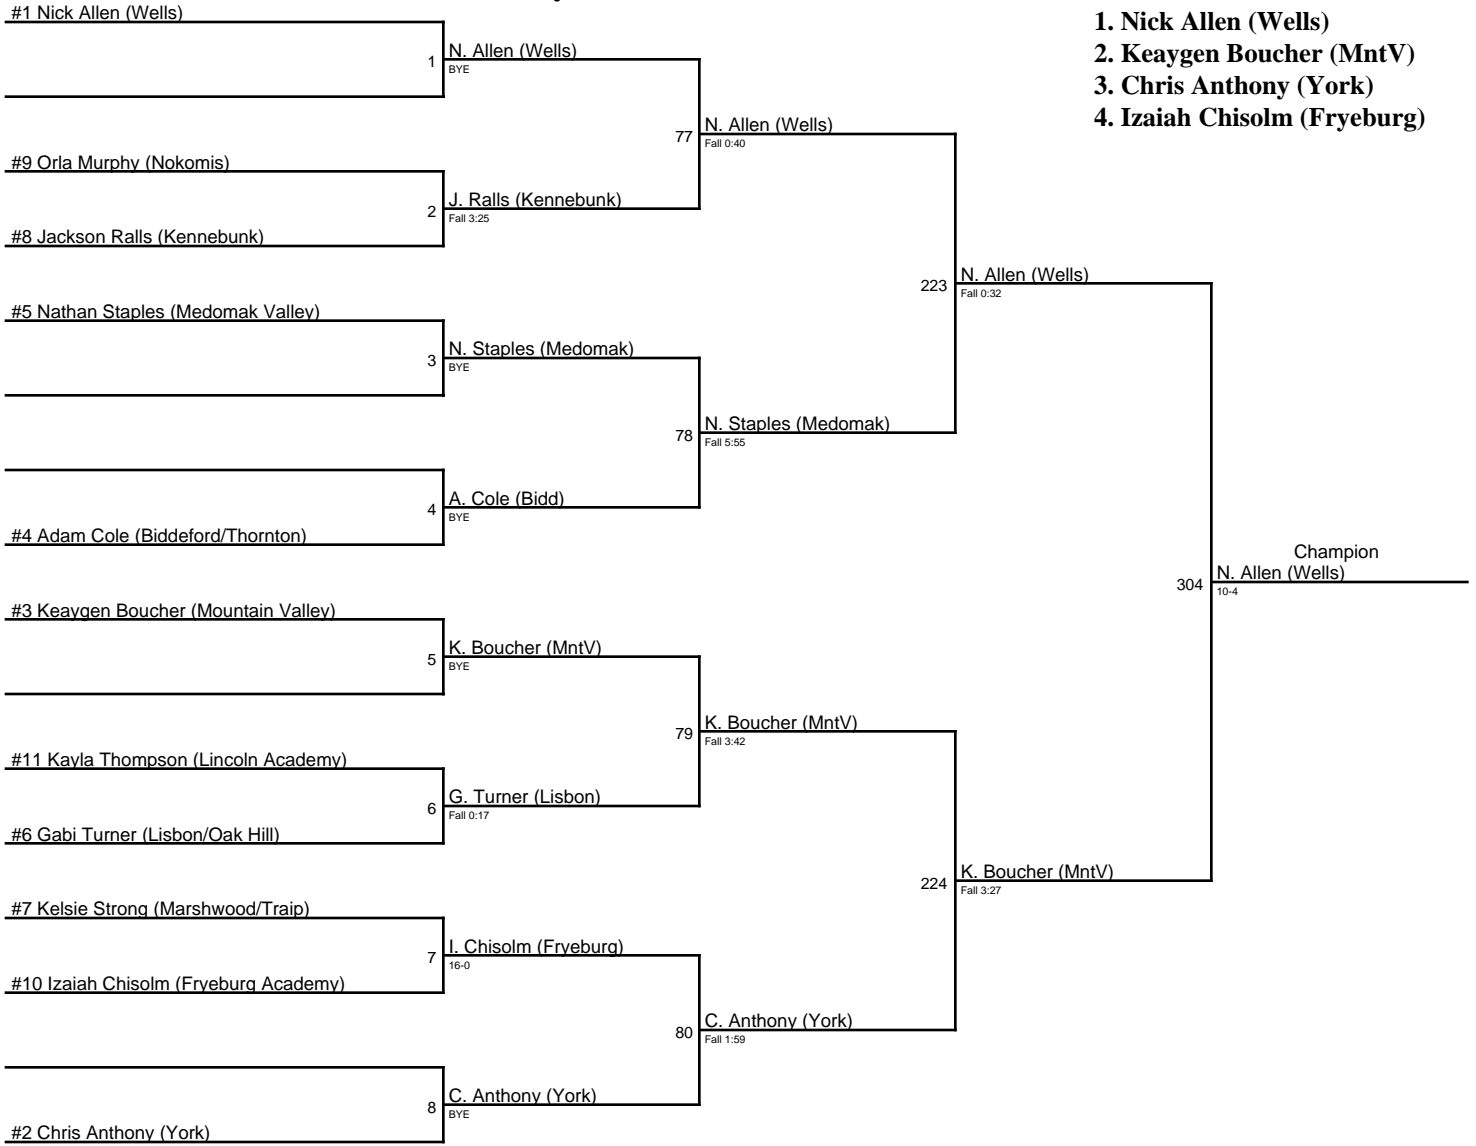 #1 Nick Allen (Wells)
1
N. Allen (Wells)
BYE
#9 Orla Murphy (Nokomis)
2
J. Ralls (Kennebunk)
Fall 3:25
#8 Jackson Ralls (Kennebunk)
77
N. Allen (Wells)
Fall 0:40
#5 Nathan Staples (Medomak Valley)
3
N. Staples (Medomak)
BYE
4
A. Cole (Bidd)
BYE
#4 Adam Cole (Biddeford/Thornton)
78
N. Staples (Medomak)
Fall 5:55
223
N. Allen (Wells)
Fall 0:32
#3 Keaygen Boucher (Mountain Valley)
5
K. Boucher (MntV)
BYE
#11 Kayla Thompson (Lincoln Academy)
6
G. Turner (Lisbon)
Fall 0:17
#6 Gabi Turner (Lisbon/Oak Hill)
79
K. Boucher (MntV)
Fall 3:42
#7 Kelsie Strong (Marshwood/Traip)
7
I. Chisolm (Fryeburg)
16-0
#10 Izaiah Chisolm (Fryeburg Academy)
8
C. Anthony (York)
BYE
#2 Chris Anthony (York)
80
C. Anthony (York)
Fall 1:59
224
K. Boucher (MntV)
Fall 3:27
304
Champion
N. Allen (Wells)
10-4
1. Nick Allen (Wells)
2. Keaygen Boucher (MntV)
3. Chris Anthony (York)
4. Izaiah Chisolm (Fryeburg)